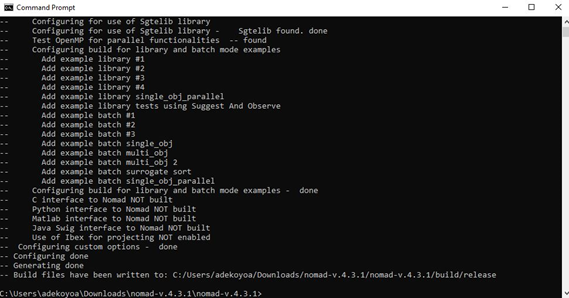 Command Prompt
--      Configuring for use of Sgtelib library
--      Configuring for use of Sgtelib library -    Sgtelib found. done
--      Test OpenMP for parallel functionalities  -- found
--      Configuring build for library and batch mode examples
--        Add example library #1
--        Add example library #2
--        Add example library #3
--        Add example library #4
--        Add example library single_obj_parallel
--        Add example library tests using Suggest And Observe
--        Add example batch #1
--        Add example batch #2
--        Add example batch #3
--        Add example batch single_obj
--        Add example batch multi_obj
--        Add example batch multi_obj 2
--        Add example batch surrogate sort
--        Add example batch single_obj_parallel
--      Configuring build for library and batch mode examples -  done
--      C interface to Nomad NOT built
--      Python interface to Nomad NOT built
--      Matlab interface to Nomad NOT built
--      Java Swig interface to Nomad NOT built
--      Use of Ibex for projecting NOT enabled
--   Configuring custom options -  done
-- Configuring done
-- Generating done
-- Build files have been written to: C:/Users/adekoyoa/Downloads/nomad-v.4.3.1/nomad-v.4.3.1/build/release
C:\Users\adekoyoa\Downloads\nomad-v.4.3.1\nomad-v.4.3.1>